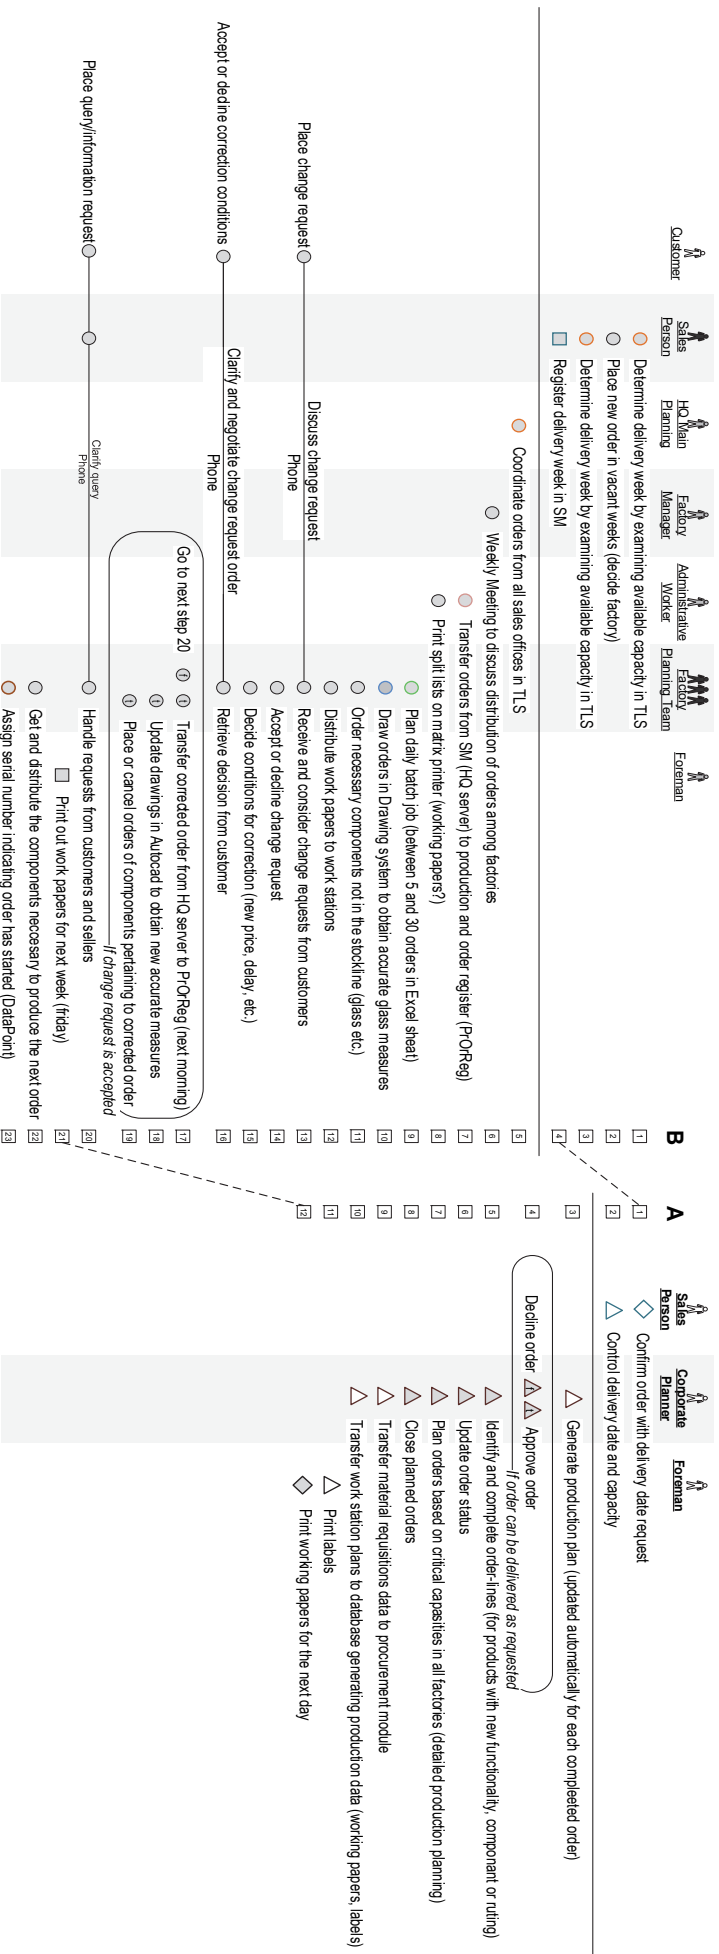 Customer
Sales
Person
HQ Main
Planning
Factory
Manager
Administrative
Worker
Factory
Planning Team
Foreman
B
Determine delivery week by examining available capacity in TLS
1
Place new order in vacant weeks (decide factory)
2
Determine delivery week by examining available capacity in TLS
3
Register delivery week in SM
4
Coordinate orders from all sales offices in TLS
5
Weekly Meeting to discuss distribution of orders among factories
6
Transfer orders from SM (HQ server) to production and order register (PrOrReg)
7
Print split lists on matrix printer (working papers?)
8
Plan daily batch job (between 5 and 30 orders in Excel sheat)
9
Draw orders in Drawing system to obtain accurate glass measures
10
Order necessary components not in the stockline (glass etc.)
11
Distribute work papers to work stations
12
Place change request
Discuss change request
Phone
Receive and consider change requests from customers
13
Accept or decline change request
14
Decide conditions for correction (new price, delay, etc.)
15
Accept or decline correction conditions
Clarify and negotiate change request order
Phone
Retrieve decision from customer
16
Go to next step 20
f
t
Transfer corrected order from HQ server to PrOrReg (next morning)
17
t
Update drawings in Autocad to obtain new accurate measures
18
t
Place or cancel orders of components pertaining to corrected order
19
If change request is accepted
Place query/information request
Clarify query
Phone
Handle requests from customers and sellers
20
Print out work papers for next week (friday)
21
Get and distribute the components neccesary to produce the next order
22
Assign serial number indicating order has started (DataPoint)
23
A
Sales
Person
Corporate
Planner
Foreman
1
Confirm order with delivery date request
2
Control delivery date and capacity
3
Generate production plan (updated automatically for each compleeted order)
4
Decline order
f
t
Approve order
If order can be delivered as requested
5
Identify and complete order-lines (for products with new functionality, componant or ruting)
6
Update order status
7
Plan orders based on critical capasities in all factories (detailed production planning)
8
Close planned orders
9
Transfer material requisitions data to procurement module
10
Transfer work station plans to database generating production data (working papers, labels)
11
Print labels
12
Print working papers for the next day